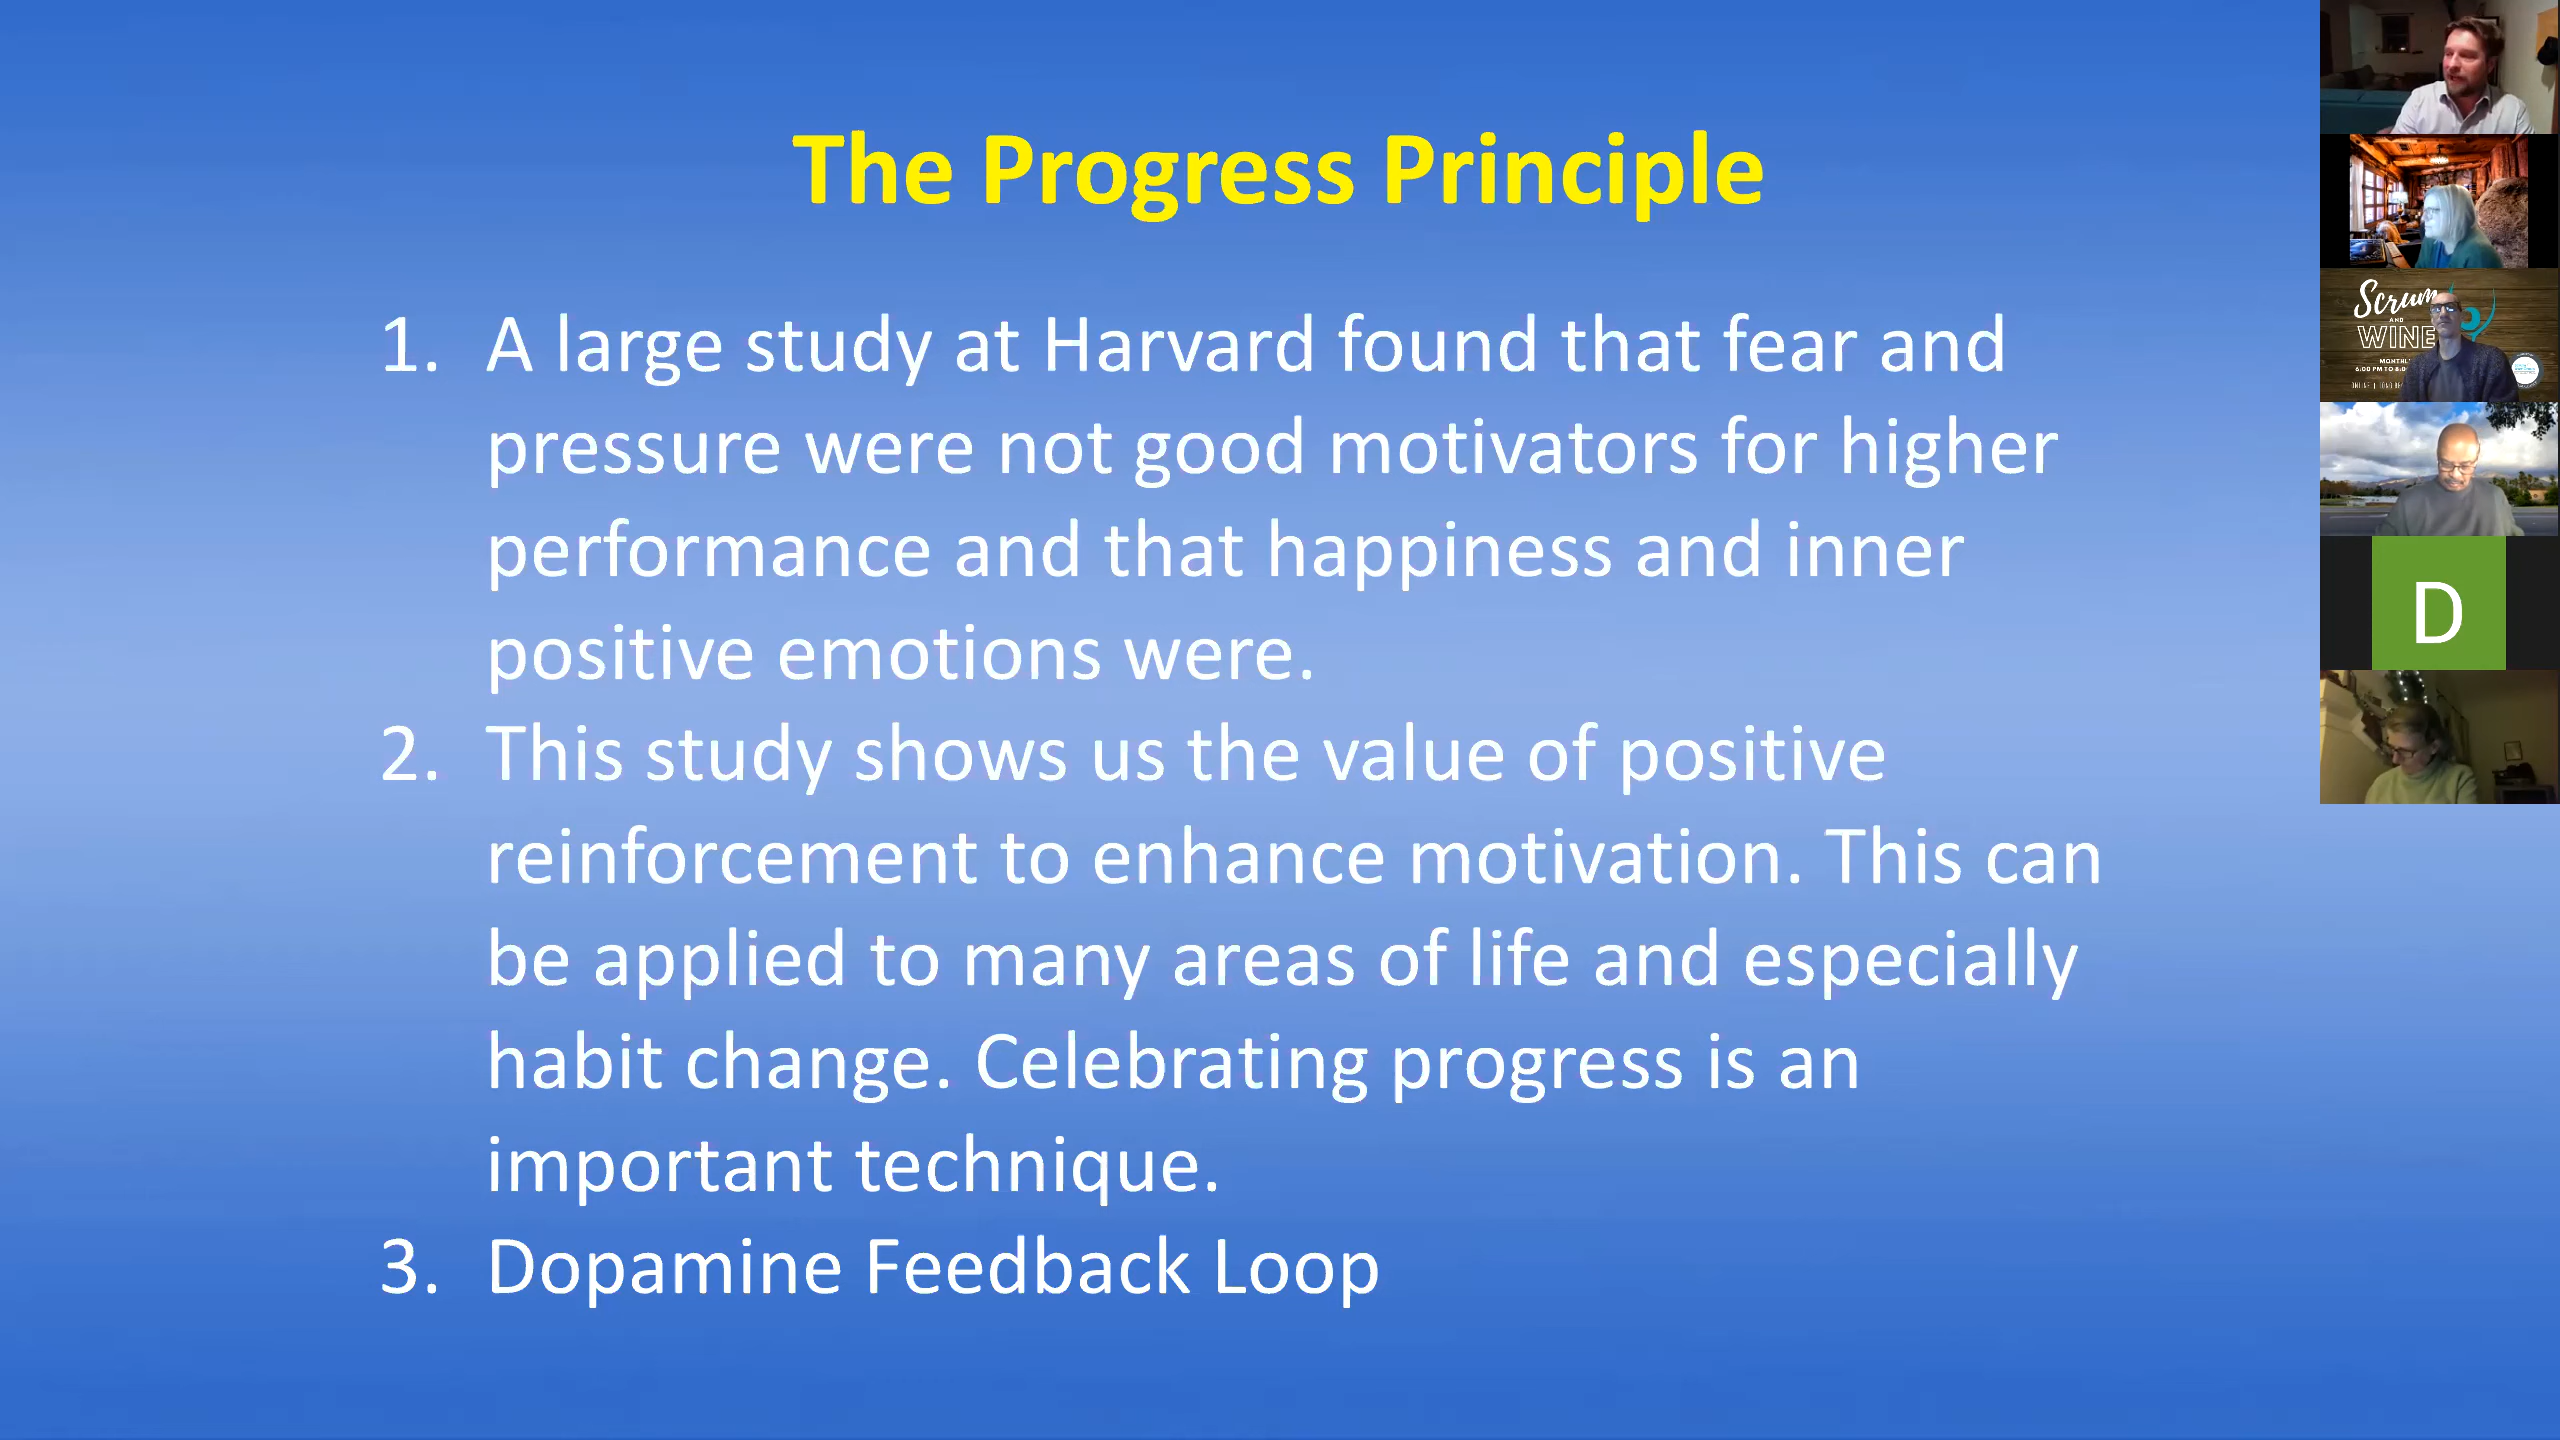 The Progress Principle
1. A large study at Harvard found that fear and
pressure were not good motivators for higher
performance and that happiness and inner
positive emotions were.
2. This study shows us the value of positive
reinforcement to enhance motivation. This can
be applied to many areas of life and especially
habit change. Celebrating progress is an
important technique.
3. Dopamine Feedback Loop
Scrum
AND
WINE
D